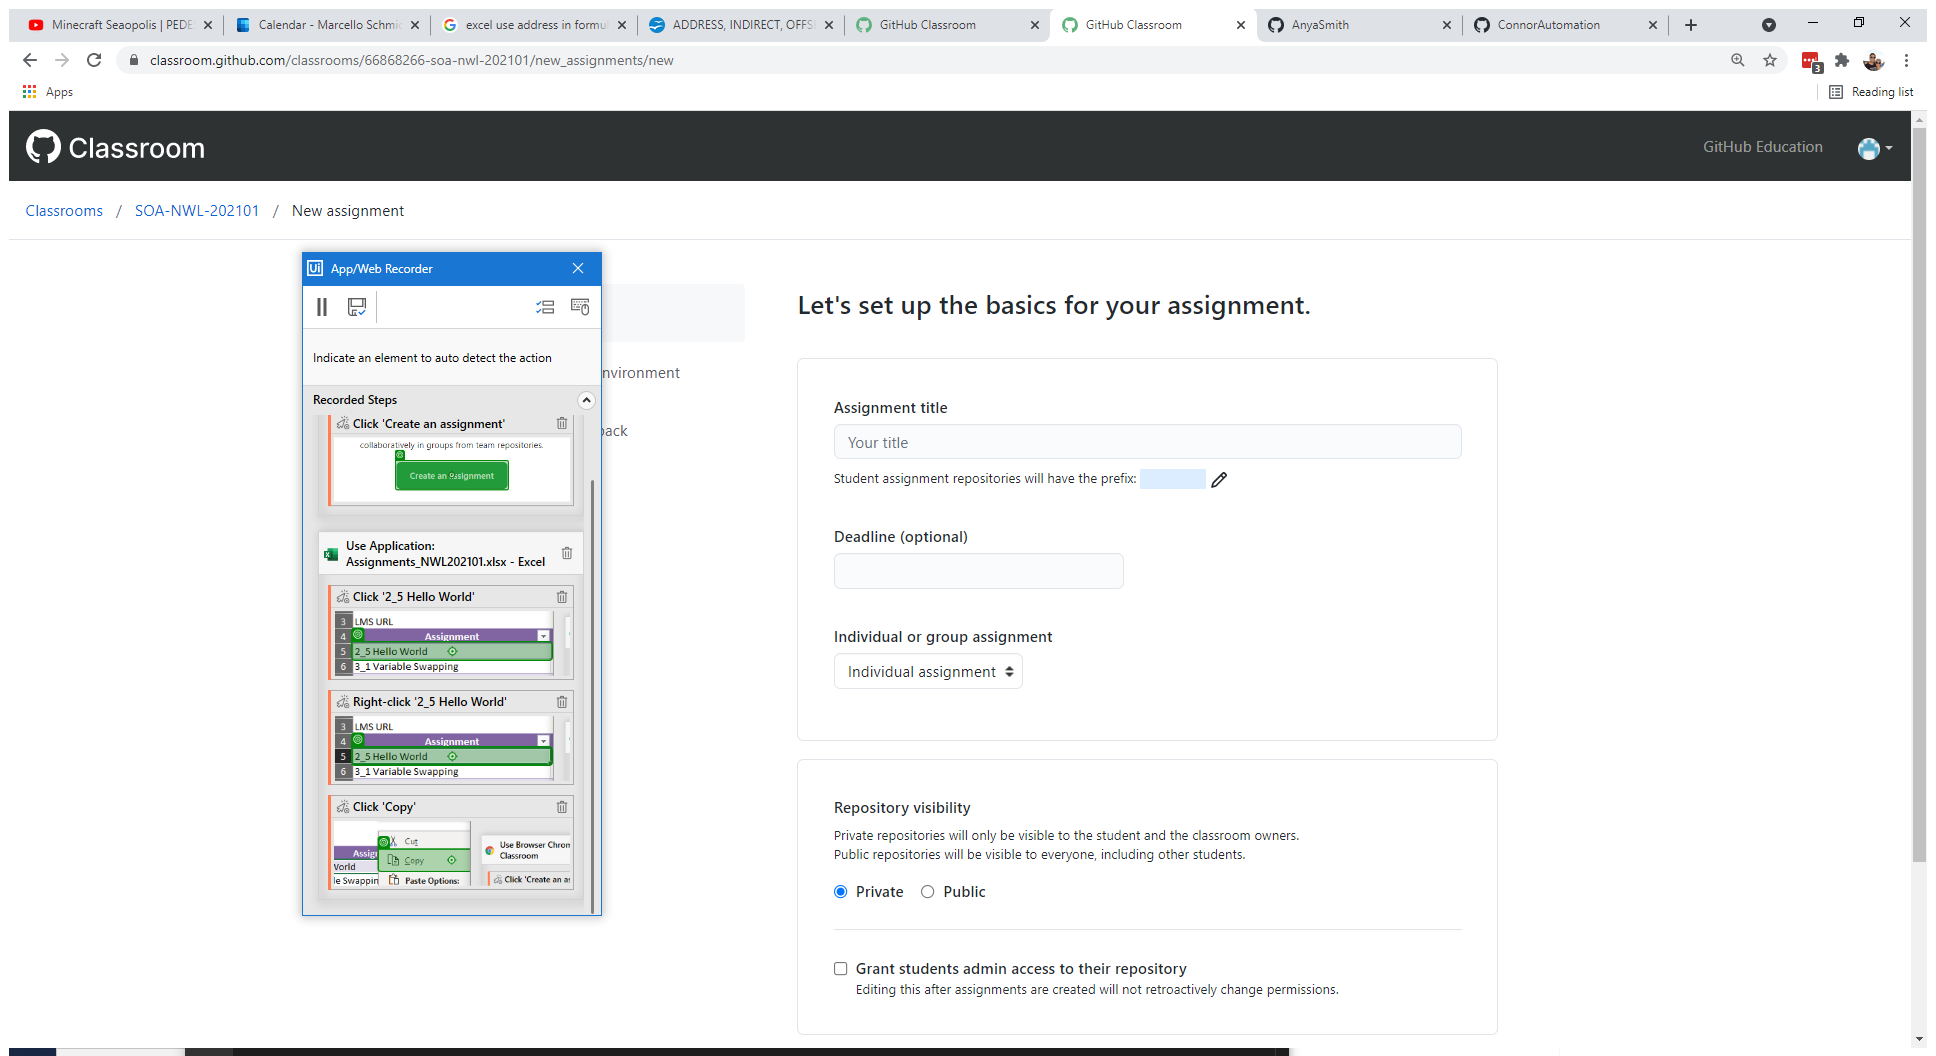 Minecraft Seaopolis | PEDE
Calendar - Marcello Schmi
excel use address in formul
ADDRESS, INDIRECT, OFFS
GitHub Classroom
GitHub Classroom
AnyaSmith
ConnorAutomation
classroom.github.com/classrooms/66868266-soa-nwl-202101/new_assignments/new
3
Apps
Reading list
Classroom
GitHub Education
Classrooms / SOA-NWL-202101 / New assignment
Ui App/Web Recorder
Indicate an element to auto detect the action
Recorded Steps
Click 'Create an assignment'
collaboratively in groups from team repositories.
Create an Assignment
Use Application:
Assignments_NWL202101.xlsx - Excel
Click '2_5 Hello World'
3 LMS URL
4 Assignment
5 2_5 Hello World
6 3_1 Variable Swapping
Right-click '2_5 Hello World'
3 LMS URL
4 Assignment
5 2_5 Hello World
6 3_1 Variable Swapping
Click 'Copy'
Cut
Assig
Copy
World
le Swappin
Paste Options:
Use Browser Chrom
Classroom
Click 'Create an as
nvironment
back
Let's set up the basics for your assignment.
Assignment title
Your title
Student assignment repositories will have the prefix:
Deadline (optional)
Individual or group assignment
Individual assignment
Repository visibility
Private repositories will only be visible to the student and the classroom owners.
Public repositories will be visible to everyone, including other students.
Private
Public
Grant students admin access to their repository
Editing this after assignments are created will not retroactively change permissions.